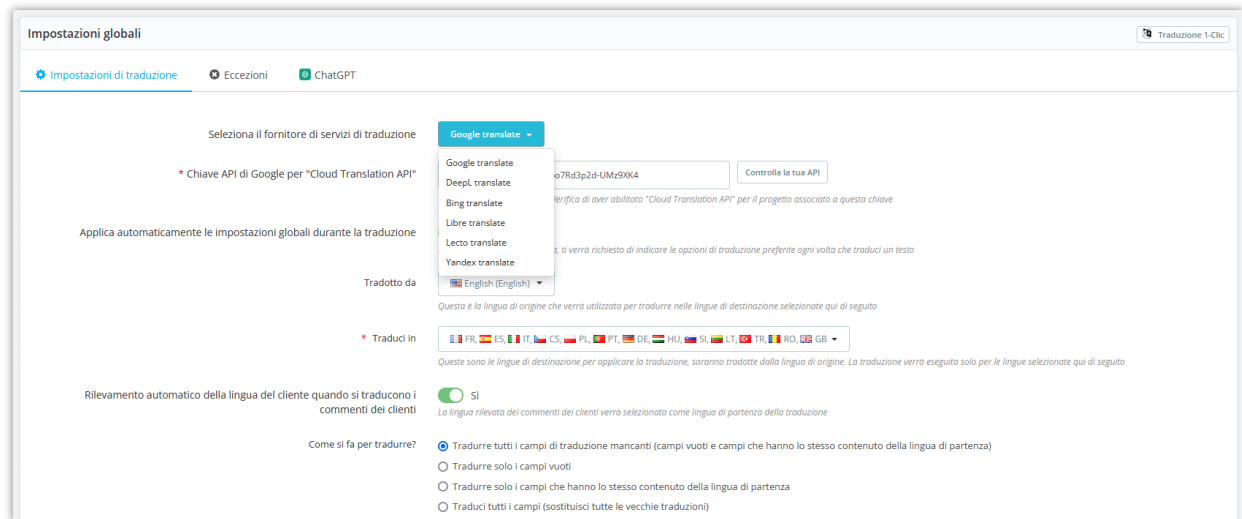 Impostazioni globali
Traduzione 1-Clic
Impostazioni di traduzione
Eccezioni
ChatGPT
Seleziona il fornitore di servizi di traduzione
Google translate
Google translate
DeepL translate
Bing translate
Libre translate
Lecto translate
Yandex translate
* Chiave API di Google per "Cloud Translation API"
o7Rd3p2d-UMz9XK4
Controlla la tua API
Verifica di aver abilitato "Cloud Translation API" per il progetto associato a questa chiave
Applica automaticamente le impostazioni globali durante la traduzione
, ti verrà richiesto di indicare le opzioni di traduzione preferite ogni volta che traduci un testo
Tradotto da
English (English)
Questa è la lingua di origine che verrà utilizzata per tradurre nelle lingue di destinazione selezionate qui di seguito
* Traduci in
FR, ES, IT, CS, PL, PT, DE, HU, SI, LT, TR, RO, GB
Queste sono le lingue di destinazione per applicare la traduzione, saranno tradotte dalla lingua di origine. La traduzione verrà eseguita solo per le lingue selezionate qui di seguito
Rilevamento automatico della lingua del cliente quando si traducono i
commenti dei clienti
Sì
La lingua rilevata dei commenti dei clienti verrà selezionata come lingua di partenza della traduzione
Come si fa per tradurre?
Tradurre tutti i campi di traduzione mancanti (campi vuoti e campi che hanno lo stesso contenuto della lingua di partenza)
Tradurre solo i campi vuoti
Tradurre solo i campi che hanno lo stesso contenuto della lingua di partenza
Traduci tutti i campi (sostituisci tutte le vecchie traduzioni)